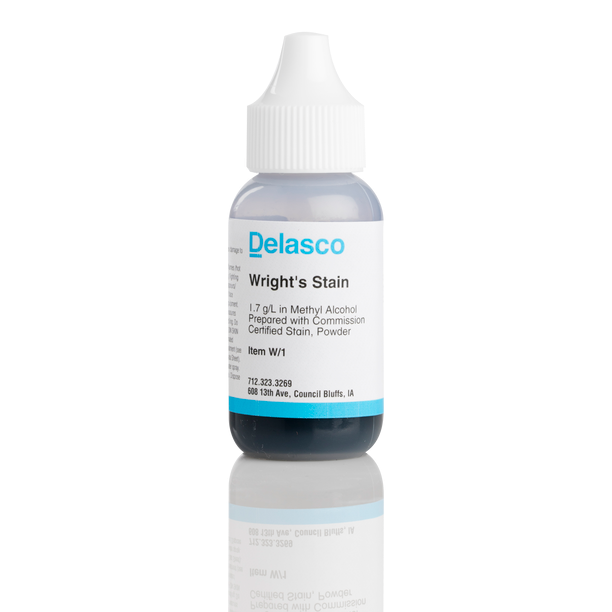 Delasco
Wright's Stain
1.7 g/L in Methyl Alcohol
Prepared with Commission
Certified Stain, Powder
Item W/1
712.323.3269
608 13th Ave, Council Bluffs, IA